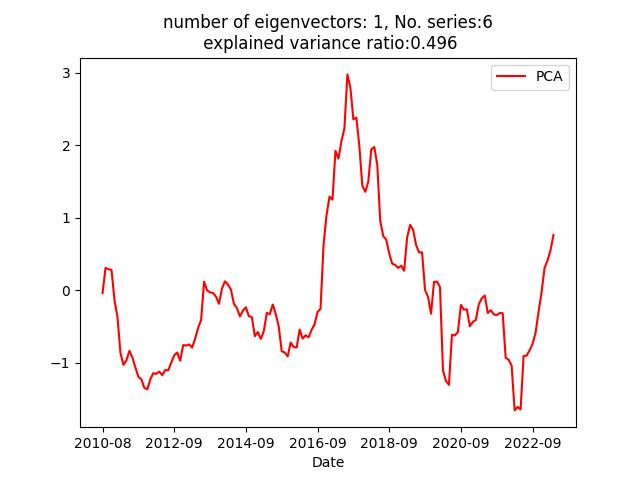 number of eigenvectors: 1, No. series:6
explained variance ratio:0.496
PCA
3
2
1
0
−1
2010-08 2012-09 2014-09 2016-09 2018-09 2020-09 2022-09
Date